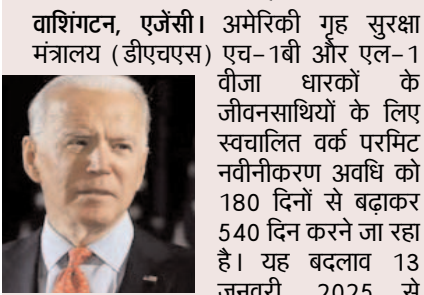 वाशिंगटन, एजेंसी। अमेरिकी गृह सुरक्षा
मंत्रालय (डीएचएस) एच-1बी और एल-1
वीजा धारकों के
जीवनसाथियों के लिए
स्वचालित वर्क परमिट
नवीनीकरण अवधि को
180 दिनों से बढ़ाकर
540 दिन करने जा रहा
है। यह बदलाव 13
जनवरी 2025 से